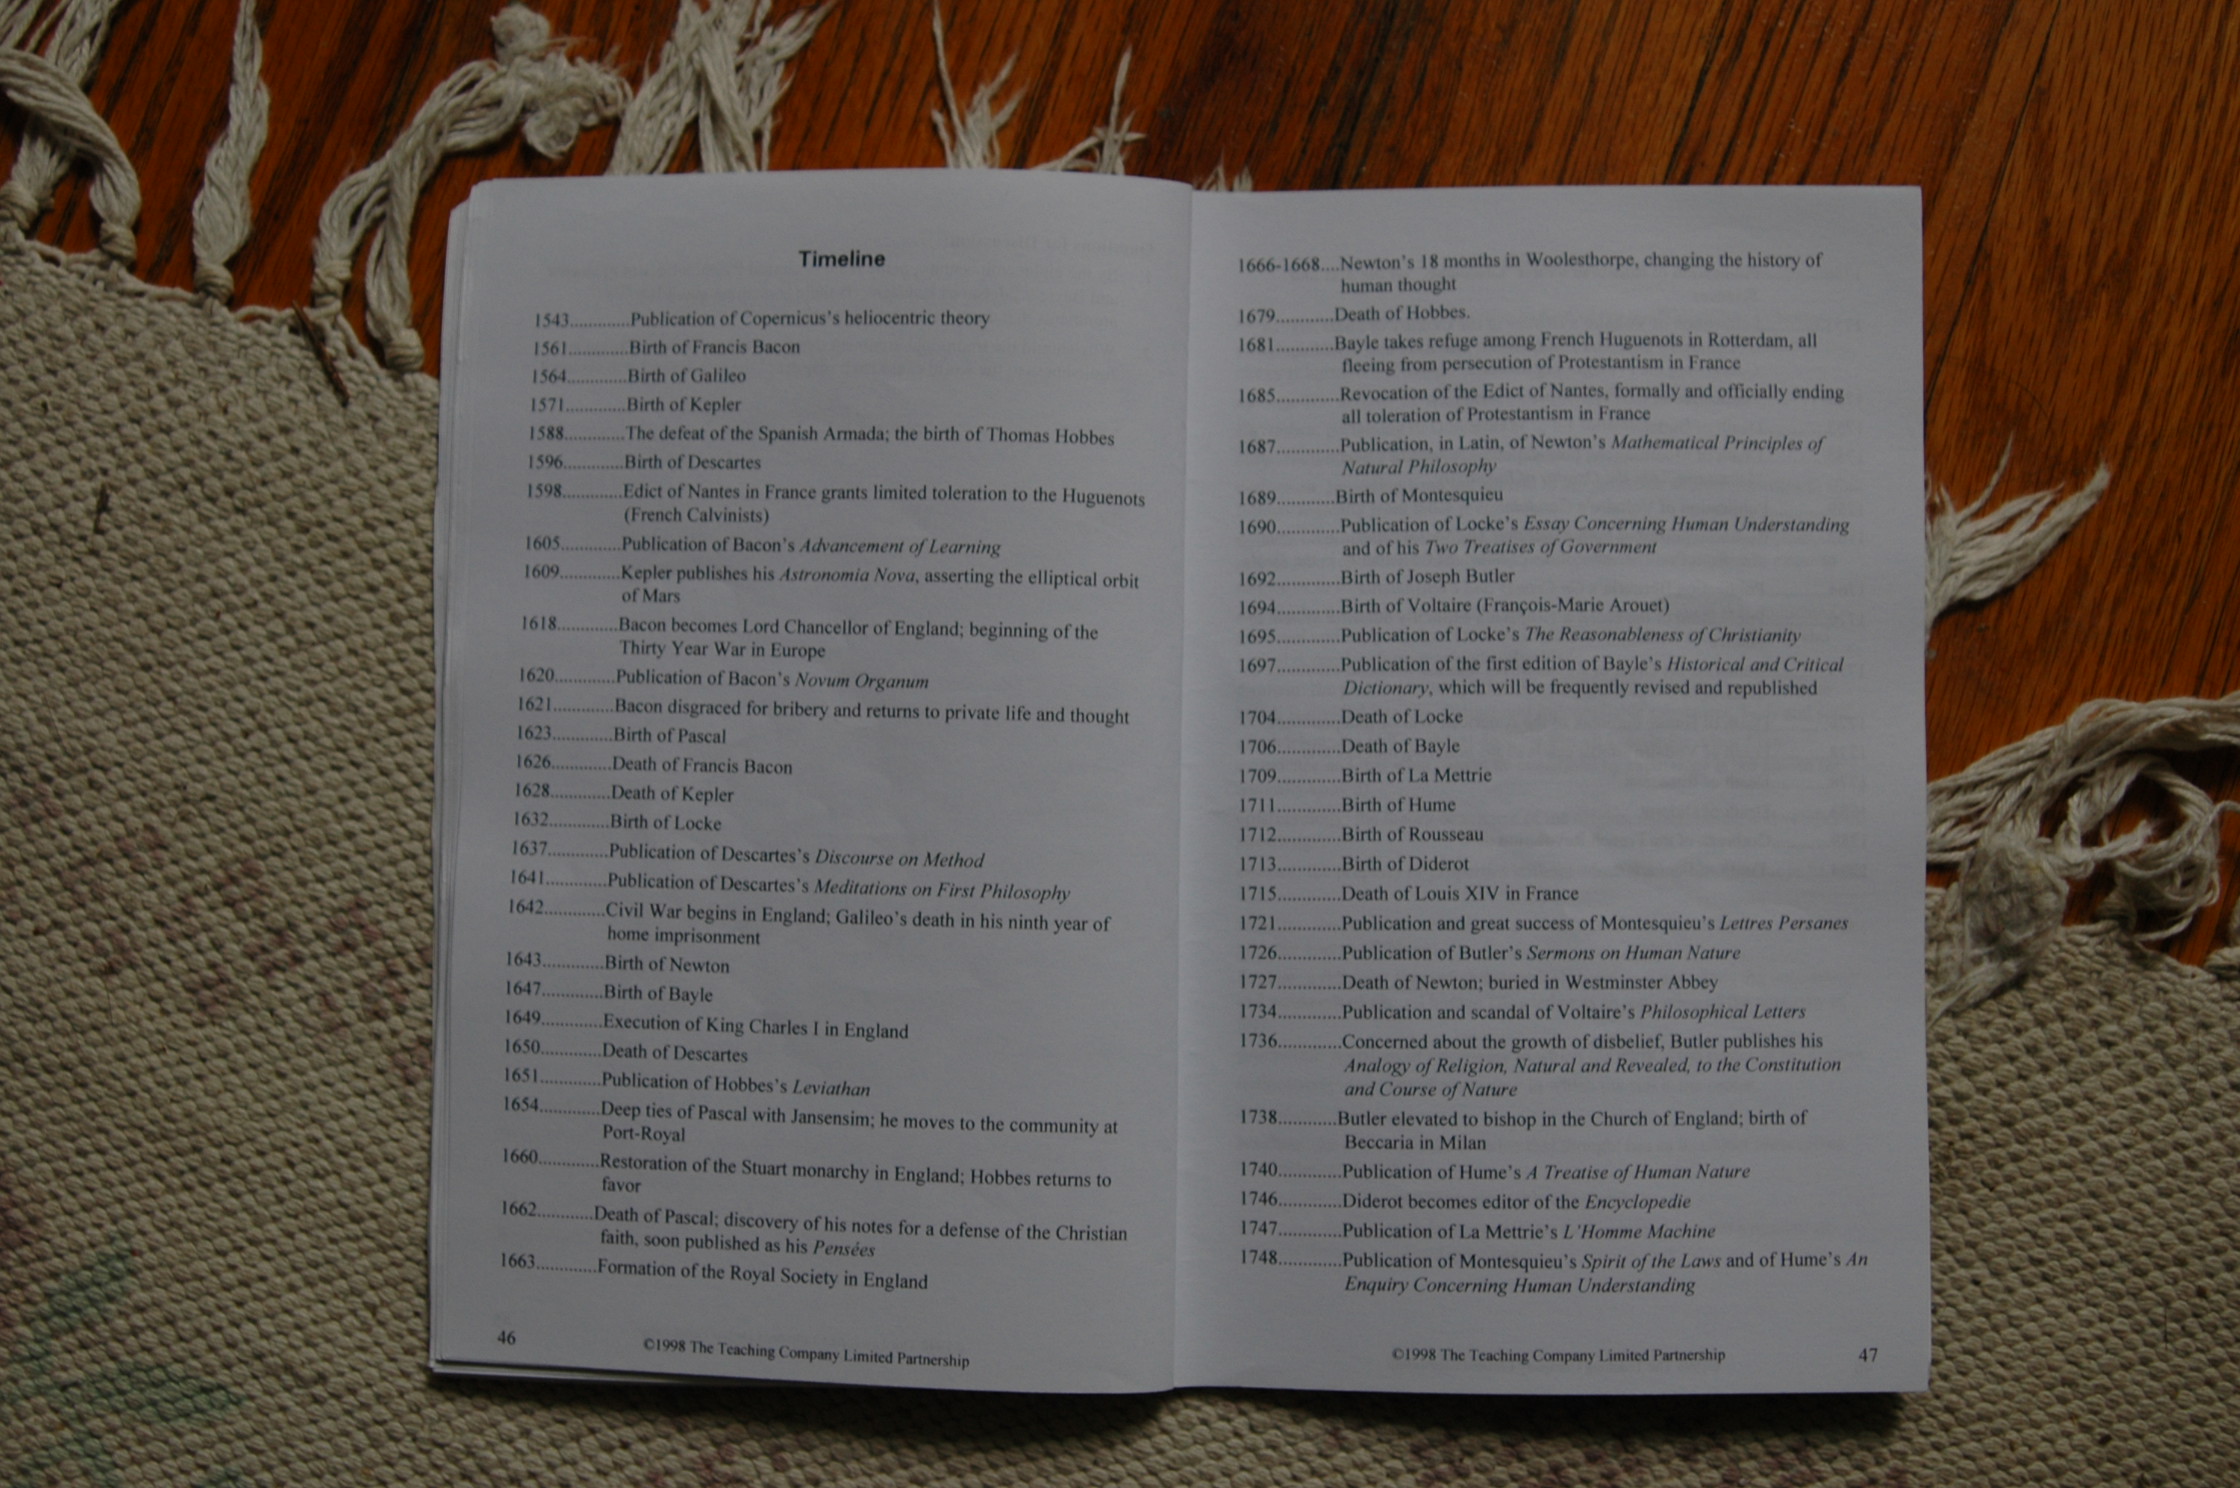 Timeline
1543............Publication of Copernicus's heliocentric theory
1561............Birth of Francis Bacon
1564............Birth of Galileo
1571............Birth of Kepler
1588............The defeat of the Spanish Armada; the birth of Thomas Hobbes
1596............Birth of Descartes
1598............Edict of Nantes in France grants limited toleration to the Huguenots
(French Calvinists)
1605............Publication of Bacon's Advancement of Learning
1609............Kepler publishes his Astronomia Nova, asserting the elliptical orbit
of Mars
1618............Bacon becomes Lord Chancellor of England; beginning of the
Thirty Year War in Europe
1620............Publication of Bacon's Novum Organum
1621............Bacon disgraced for bribery and returns to private life and thought
1623............Birth of Pascal
1626............Death of Francis Bacon
1628............Death of Kepler
1632............Birth of Locke
1637............Publication of Descartes's Discourse on Method
1641............Publication of Descartes's Meditations on First Philosophy
1642............Civil War begins in England; Galileo's death in his ninth year of
home imprisonment
1643............Birth of Newton
1647............Birth of Bayle
1649............Execution of King Charles I in England
1650............Death of Descartes
1651............Publication of Hobbes's Leviathan
1654............Deep ties of Pascal with Jansensim; he moves to the community at
Port-Royal
1660............Restoration of the Stuart monarchy in England; Hobbes returns to
favor
1662............Death of Pascal; discovery of his notes for a defense of the Christian
faith, soon published as his Pensées
1663............Formation of the Royal Society in England
46
©1998 The Teaching Company Limited Partnership
1666-1668....Newton's 18 months in Woolesthorpe, changing the history of
human thought
1679............Death of Hobbes.
1681............Bayle takes refuge among French Huguenots in Rotterdam, all
fleeing from persecution of Protestantism in France
1685............Revocation of the Edict of Nantes, formally and officially ending
all toleration of Protestantism in France
1687............Publication, in Latin, of Newton's Mathematical Principles of
Natural Philosophy
1689............Birth of Montesquieu
1690............Publication of Locke's Essay Concerning Human Understanding
and of his Two Treatises of Government
1692............Birth of Joseph Butler
1694............Birth of Voltaire (François-Marie Arouet)
1695............Publication of Locke's The Reasonableness of Christianity
1697............Publication of the first edition of Bayle's Historical and Critical
Dictionary, which will be frequently revised and republished
1704............Death of Locke
1706............Death of Bayle
1709............Birth of La Mettrie
1711............Birth of Hume
1712............Birth of Rousseau
1713............Birth of Diderot
1715............Death of Louis XIV in France
1721............Publication and great success of Montesquieu's Lettres Persanes
1726............Publication of Butler's Sermons on Human Nature
1727............Death of Newton; buried in Westminster Abbey
1734............Publication and scandal of Voltaire's Philosophical Letters
1736............Concerned about the growth of disbelief, Butler publishes his
Analogy of Religion, Natural and Revealed, to the Constitution
and Course of Nature
1738............Butler elevated to bishop in the Church of England; birth of
Beccaria in Milan
1740............Publication of Hume's A Treatise of Human Nature
1746............Diderot becomes editor of the Encyclopedie
1747............Publication of La Mettrie's L'Homme Machine
1748............Publication of Montesquieu's Spirit of the Laws and of Hume's An
Enquiry Concerning Human Understanding
©1998 The Teaching Company Limited Partnership
47